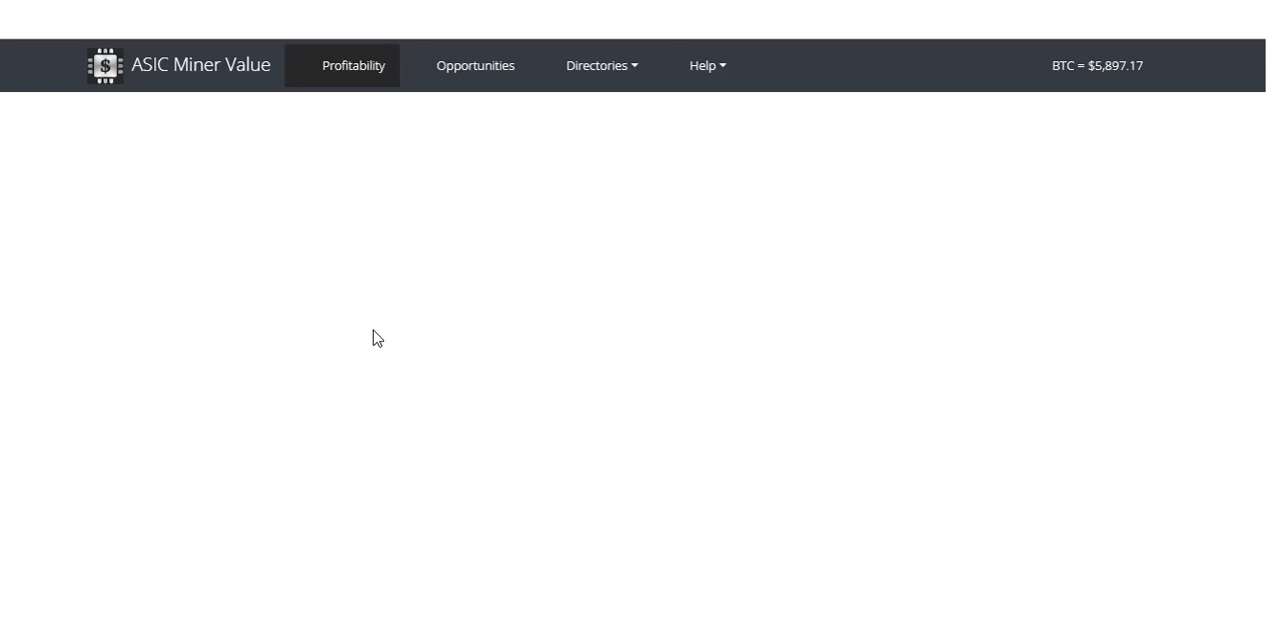 ASIC Miner Value Profitability Opportunities Directories Help BTC = $5,897.17